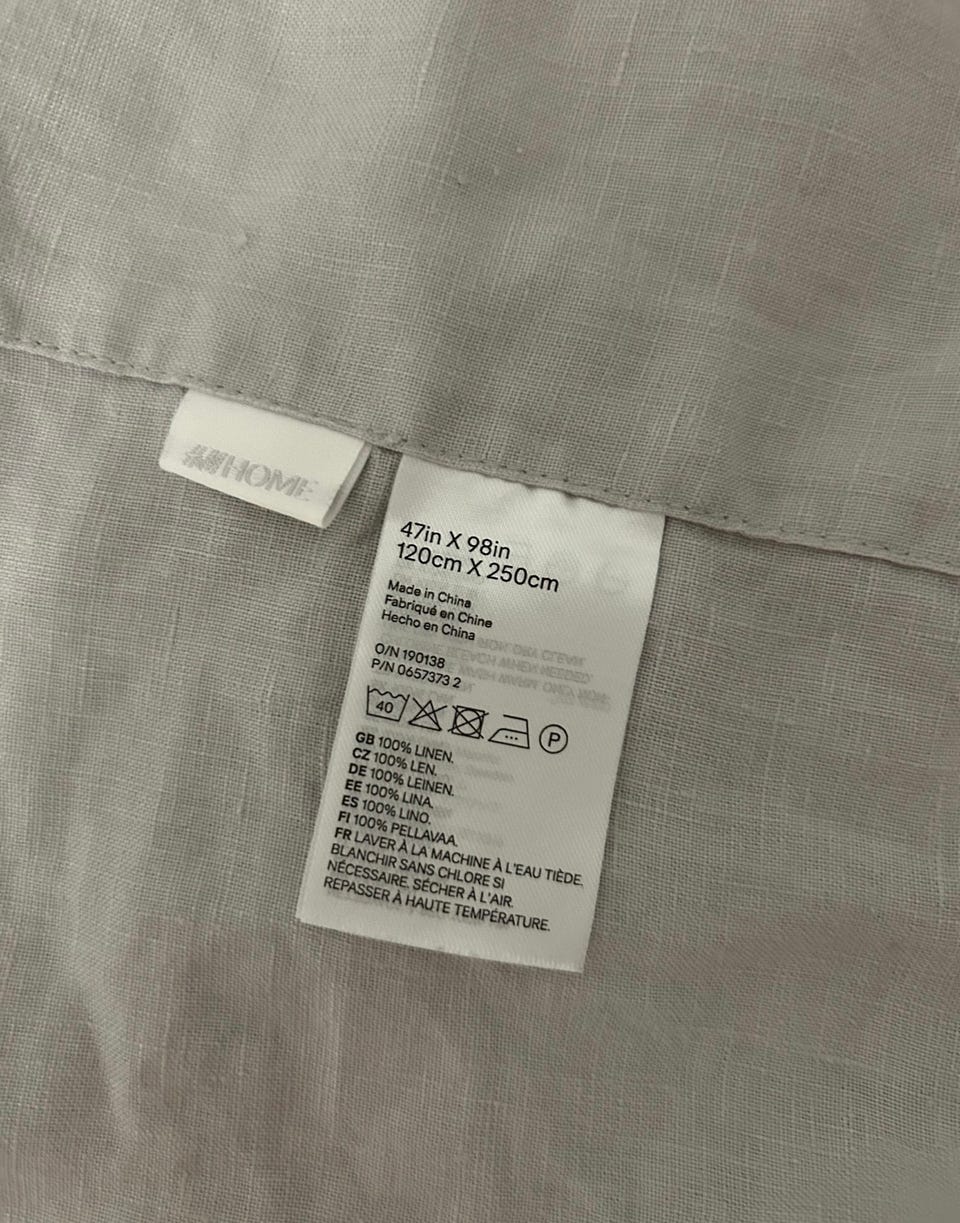 H&M HOME
47in X 98in
120cm X 250cm
Made in China
Fabriqué en Chine
Hecho en China
O/N 190138
P/N 0657373 2
40
P
GB 100% LINEN.
CZ 100% LEN.
DE 100% LEINEN.
EE 100% LINA.
ES 100% LINO.
FI 100% PELLAVAA.
FR LAVER À LA MACHINE À L'EAU TIÈDE.
BLANCHIR SANS CHLORE SI
NÉCESSAIRE. SÉCHER À L'AIR.
REPASSER À HAUTE TEMPÉRATURE.